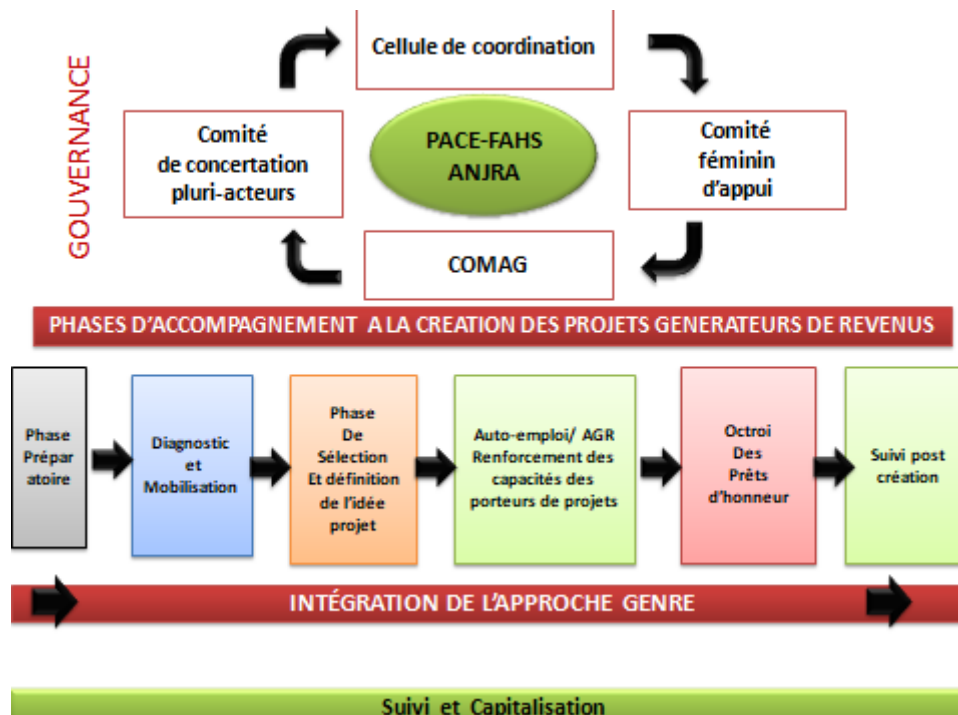 GOUVERNANCE
Cellule de coordination
Comité
de concertation
pluri-acteurs
PACE-FAHS
ANJRA
Comité
féminin
d'appui
COMAG
PHASES D'ACCOMPAGNEMENT A LA CREATION DES PROJETS GENERATEURS DE REVENUS
Phase
Prépar
atoire
Diagnostic
et
Mobilisation
Phase
De
Sélection
Et définition
de l'idée
projet
Auto-emploi/ AGR
Renforcement des
capacités des
porteurs de projets
Octroi
Des
Prêts
d'honneur
Suivi post
création
INTÉGRATION DE L'APPROCHE GENRE
Suivi et Capitalisation